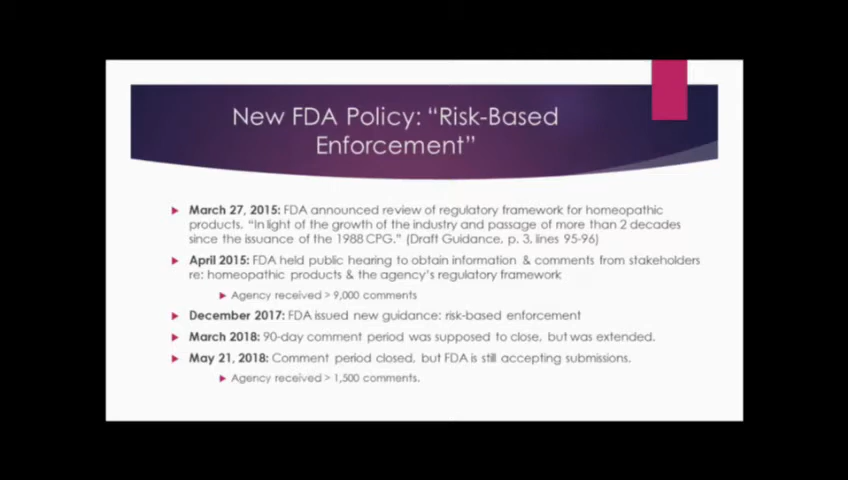 New FDA Policy: “Risk-Based
Enforcement”
March 27, 2015: FDA announced review of regulatory framework for homeopathic
products, “In light of the growth of the industry and passage of more than 2 decades
since the issuance of the 1988 CPG.” (Draft Guidance, p. 3, lines 95-96)
April 2015: FDA held public hearing to obtain information & comments from stakeholders
re: homeopathic products & the agency’s regulatory framework
Agency received > 9,000 comments
December 2017: FDA issued new guidance: risk-based enforcement
March 2018: 90-day comment period was supposed to close, but was extended.
May 21, 2018: Comment period closed, but FDA is still accepting submissions.
Agency received > 1,500 comments.